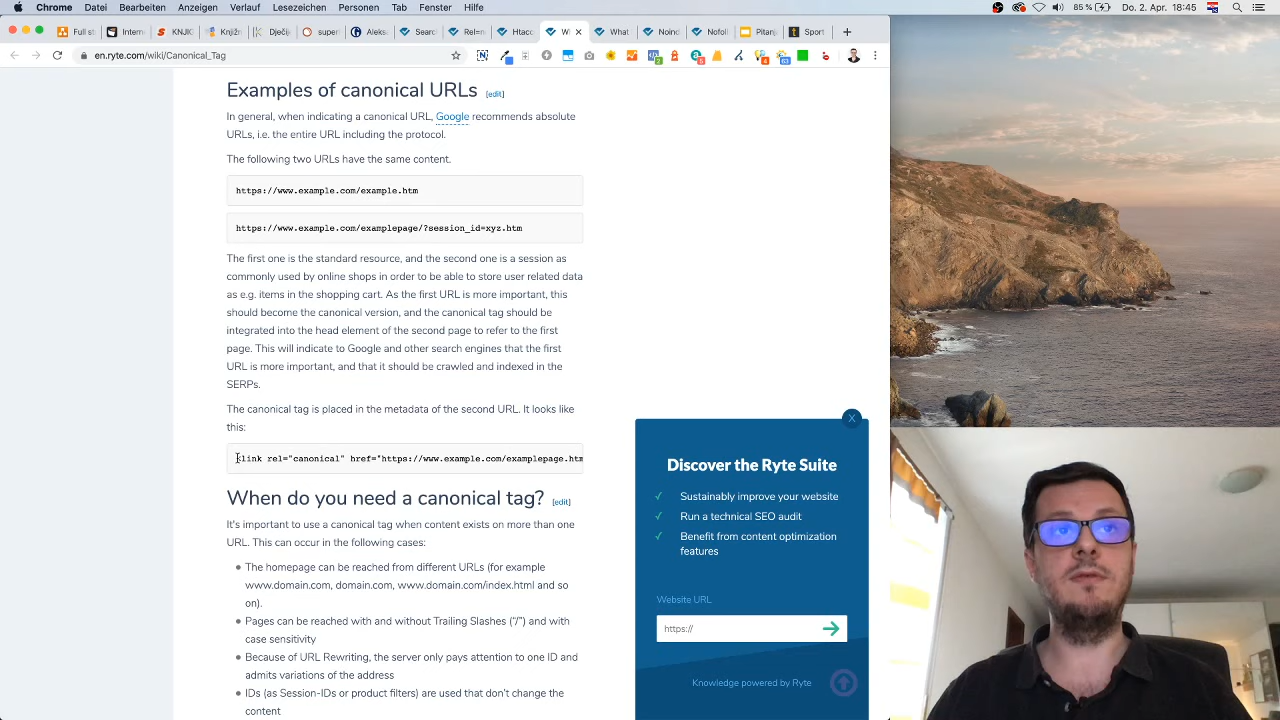 Chrome Datei Bearbeiten Anzeigen Verlauf Lesezeichen Personen Tab Fenster Hilfe
85 % Do. 2. Apr. 18:45
Full st Intern SKNJIG Knjižn Dječji super Kako Searc Reten Htacc W What Noind Nofoll Pitanj Sport
en.ryte.com/wiki/Canonical_Tag
Examples of canonical URLs [edit]
In general, when indicating a canonical URL, Google recommends absolute
URLs, i.e. the entire URL including the protocol.
The following two URLs have the same content.
https://www.example.com/example.htm
https://www.example.com/examplepage/?session_id=xyz.htm
The first one is the standard resource, and the second one is a session as
commonly used by online shops in order to be able to store user related data
as e.g. items in the shopping cart. As the first URL is more important, this
should become the canonical version, and the canonical tag should be
integrated into the head element of the second page to refer to the first
page. This will indicate to Google and other search engines that the first
URL is more important, and that it should be crawled and indexed in the
SERPs.
The canonical tag is placed in the metadata of the second URL. It looks like
this:
<link rel="canonical" href="https://www.example.com/examplepage.htm
When do you need a canonical tag? [edit]
It's important to use a canonical tag when content exists on more than one
URL. This can occur in the following cases:
The homepage can be reached from different URLs (for example
www.domain.com, domain.com, www.domain.com/index.html and so
on).
Pages can be reached with and without Trailing Slashes ("/") and with
case sensitivity
Because of URL Rewriting, the server only pays attention to one ID and
admits variations of the address
IDs (session-IDs or product filters) are used that don't change the
content
X
Discover the Ryte Suite
Sustainably improve your website
Run a technical SEO audit
Benefit from content optimization
features
Website URL
https://
Knowledge powered by Ryte